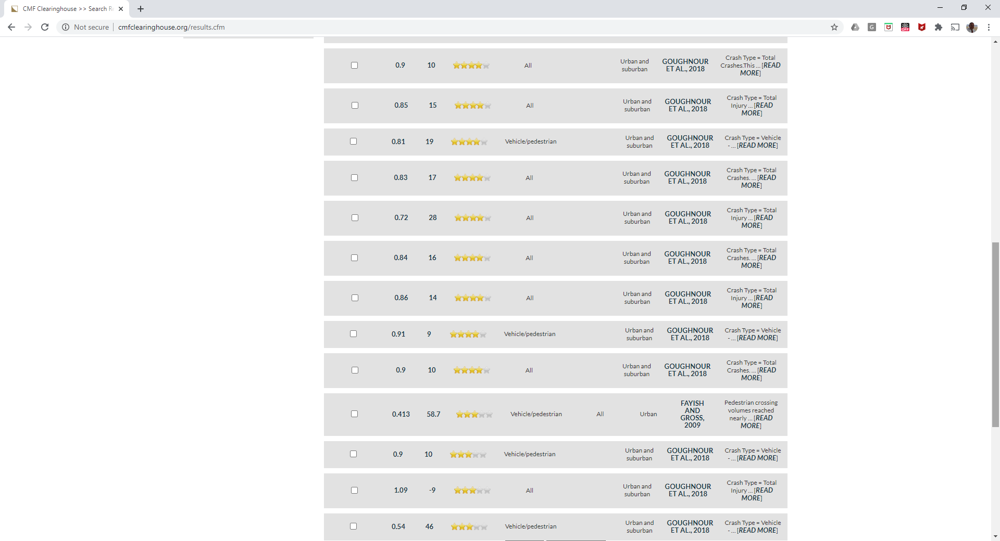 CMF Clearinghouse >> Search Re
Not secure
cmfclearinghouse.org/results.cfm
G
OFF
0.9 10 All Urban and suburban GOUGHNOUR ET AL., 2018 Crash Type = Total Crashes.This ... [READ MORE]
0.85 15 All Urban and suburban GOUGHNOUR ET AL., 2018 Crash Type = Total Injury ... [READ MORE]
0.81 19 Vehicle/pedestrian Urban and suburban GOUGHNOUR ET AL., 2018 Crash Type = Vehicle - ... [READ MORE]
0.83 17 All Urban and suburban GOUGHNOUR ET AL., 2018 Crash Type = Total Crashes. ... [READ MORE]
0.72 28 All Urban and suburban GOUGHNOUR ET AL., 2018 Crash Type = Total Injury ... [READ MORE]
0.84 16 All Urban and suburban GOUGHNOUR ET AL., 2018 Crash Type = Total Crashes. ... [READ MORE]
0.86 14 All Urban and suburban GOUGHNOUR ET AL., 2018 Crash Type = Total Injury ... [READ MORE]
0.91 9 Vehicle/pedestrian Urban and suburban GOUGHNOUR ET AL., 2018 Crash Type = Vehicle - ... [READ MORE]
0.9 10 All Urban and suburban GOUGHNOUR ET AL., 2018 Crash Type = Total Crashes. ... [READ MORE]
0.413 58.7 Vehicle/pedestrian All Urban FAYISH AND GROSS, 2009 Pedestrian crossing volumes reached nearly ... [READ MORE]
0.9 10 Vehicle/pedestrian Urban and suburban GOUGHNOUR ET AL., 2018 Crash Type = Vehicle - ... [READ MORE]
1.09 -9 All Urban and suburban GOUGHNOUR ET AL., 2018 Crash Type = Total Injury ... [READ MORE]
0.54 46 Vehicle/pedestrian Urban and suburban GOUGHNOUR ET AL., 2018 Crash Type = Vehicle - ... [READ MORE]